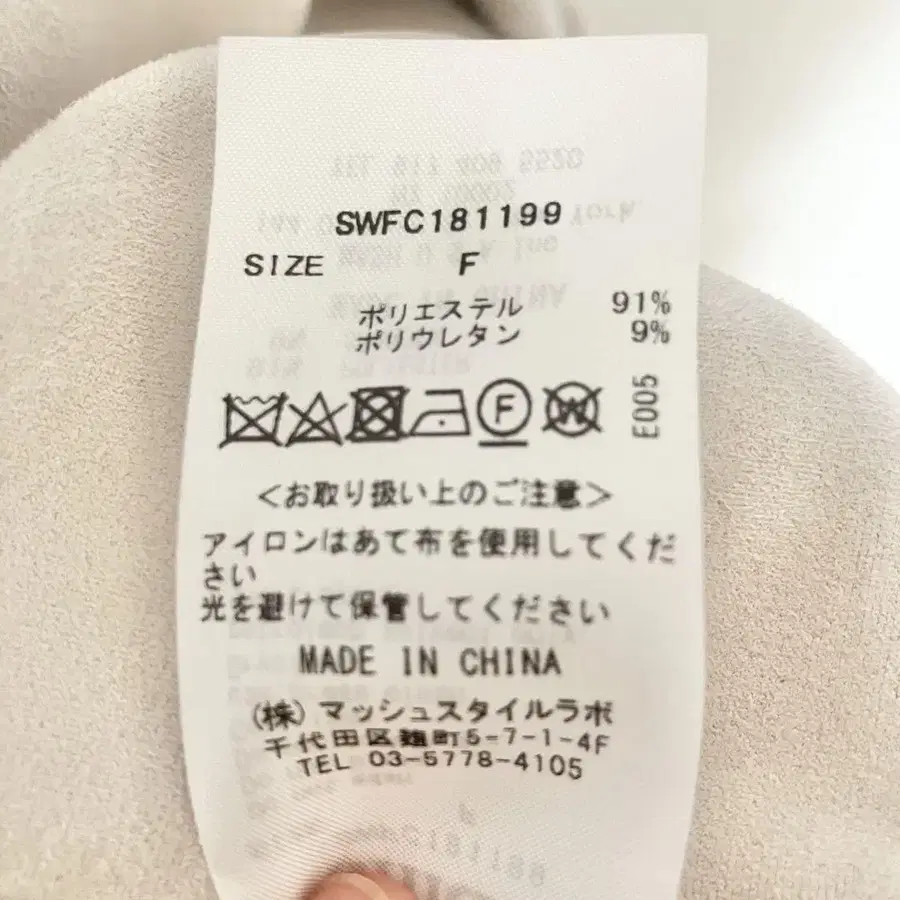 SWFC181199
SIZE F
ポリエステル 91%
ポリウレタン 9%
F W E005
<お取り扱い上のご注意>
アイロンはあて布を使用してくだ
さい
光を避けて保管してください
MADE IN CHINA
(株)マッシュスタイルラボ
千代田区麹町5-7-1-4F
TEL 03-5778-4105